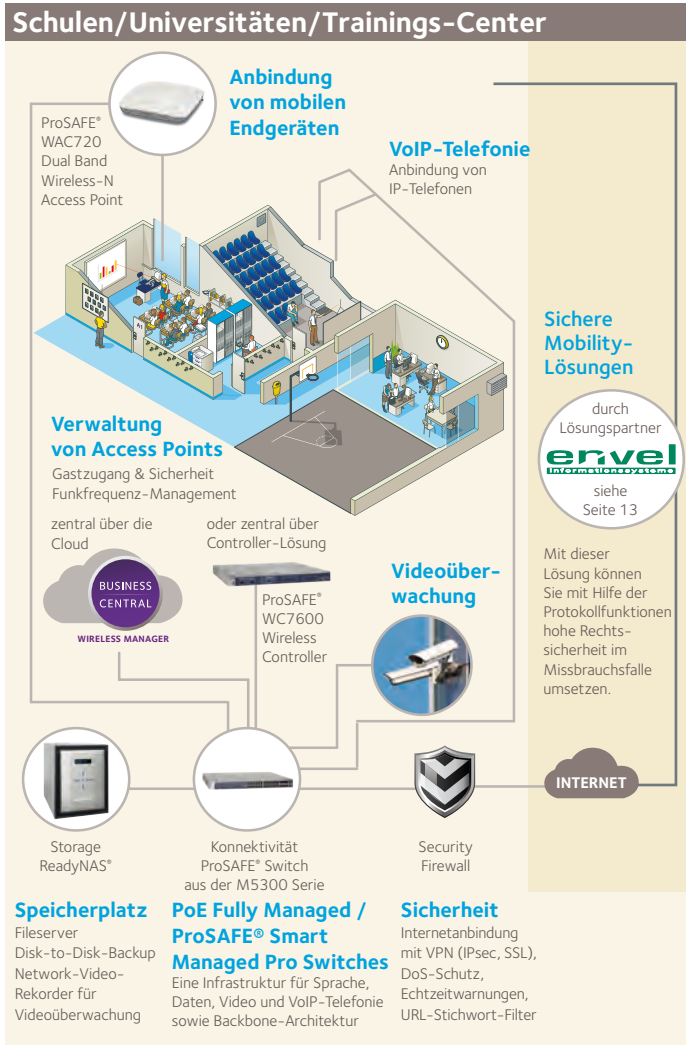 Schulen/Universitäten/Trainings-Center
Anbindung
von mobilen
Endgeräten
ProSAFE®
WAC720
Dual Band
Wireless-N
Access Point
VoIP-Telefonie
Anbindung von
IP-Telefonen
Sichere
Mobility-
Lösungen
durch
Lösungspartner
envel
Informationssysteme
siehe
Seite 13
Mit dieser
Lösung können
Sie mit Hilfe der
Protokollfunktionen
hohe Rechts-
sicherheit im
Missbrauchsfalle
umsetzen.
Verwaltung
von Access Points
Gastzugang & Sicherheit
Funkfrequenz-Management
zentral über die
Cloud
BUSINESS
CENTRAL
WIRELESS MANAGER
oder zentral über
Controller-Lösung
ProSAFE®
WC7600
Wireless
Controller
Videoüber-
wachung
INTERNET
Storage
ReadyNAS®
Konnektivität
ProSAFE® Switch
aus der M5300 Serie
Security
Firewall
Speicherplatz
Fileserver
Disk-to-Disk-Backup
Network-Video-
Rekorder für
Videoüberwachung
PoE Fully Managed /
ProSAFE® Smart
Managed Pro Switches
Eine Infrastruktur für Sprache,
Daten, Video und VoIP-Telefonie
sowie Backbone-Architektur
Sicherheit
Internetanbindung
mit VPN (IPsec, SSL),
DoS-Schutz,
Echtzeitwarnungen,
URL-Stichwort-Filter